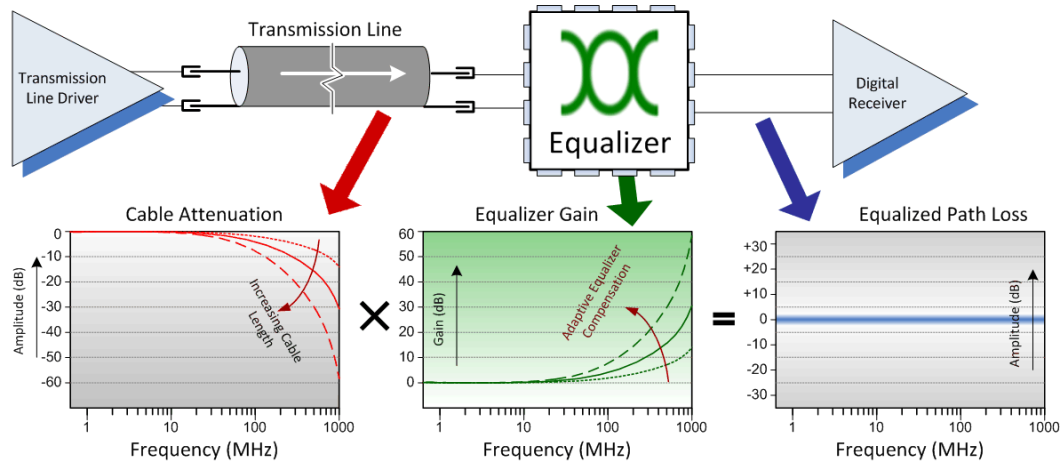 Transmission Line
Transmission
Line Driver
Equalizer
Digital
Receiver
Cable Attenuation
Equalizer Gain
Equalized Path Loss
Amplitude (dB)
0
-10
-20
-30
-40
-50
-60
Increasing Cable
Length
1
10
100
1000
Frequency (MHz)
×
Gain (dB)
60
50
40
30
20
10
0
Adaptive Equalizer
Compensation
1
10
100
1000
Frequency (MHz)
=
+30
+20
+10
0
-10
-20
-30
Amplitude (dB)
1
10
100
1000
Frequency (MHz)